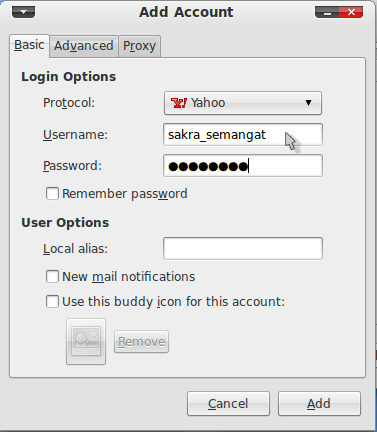 Add Account
Basic Advanced Proxy
Login Options
Protocol: Yahoo
Username: sakra_semangat
Password: ●●●●●●●●
Remember password
User Options
Local alias:
New mail notifications
Use this buddy icon for this account:
Remove
Cancel Add